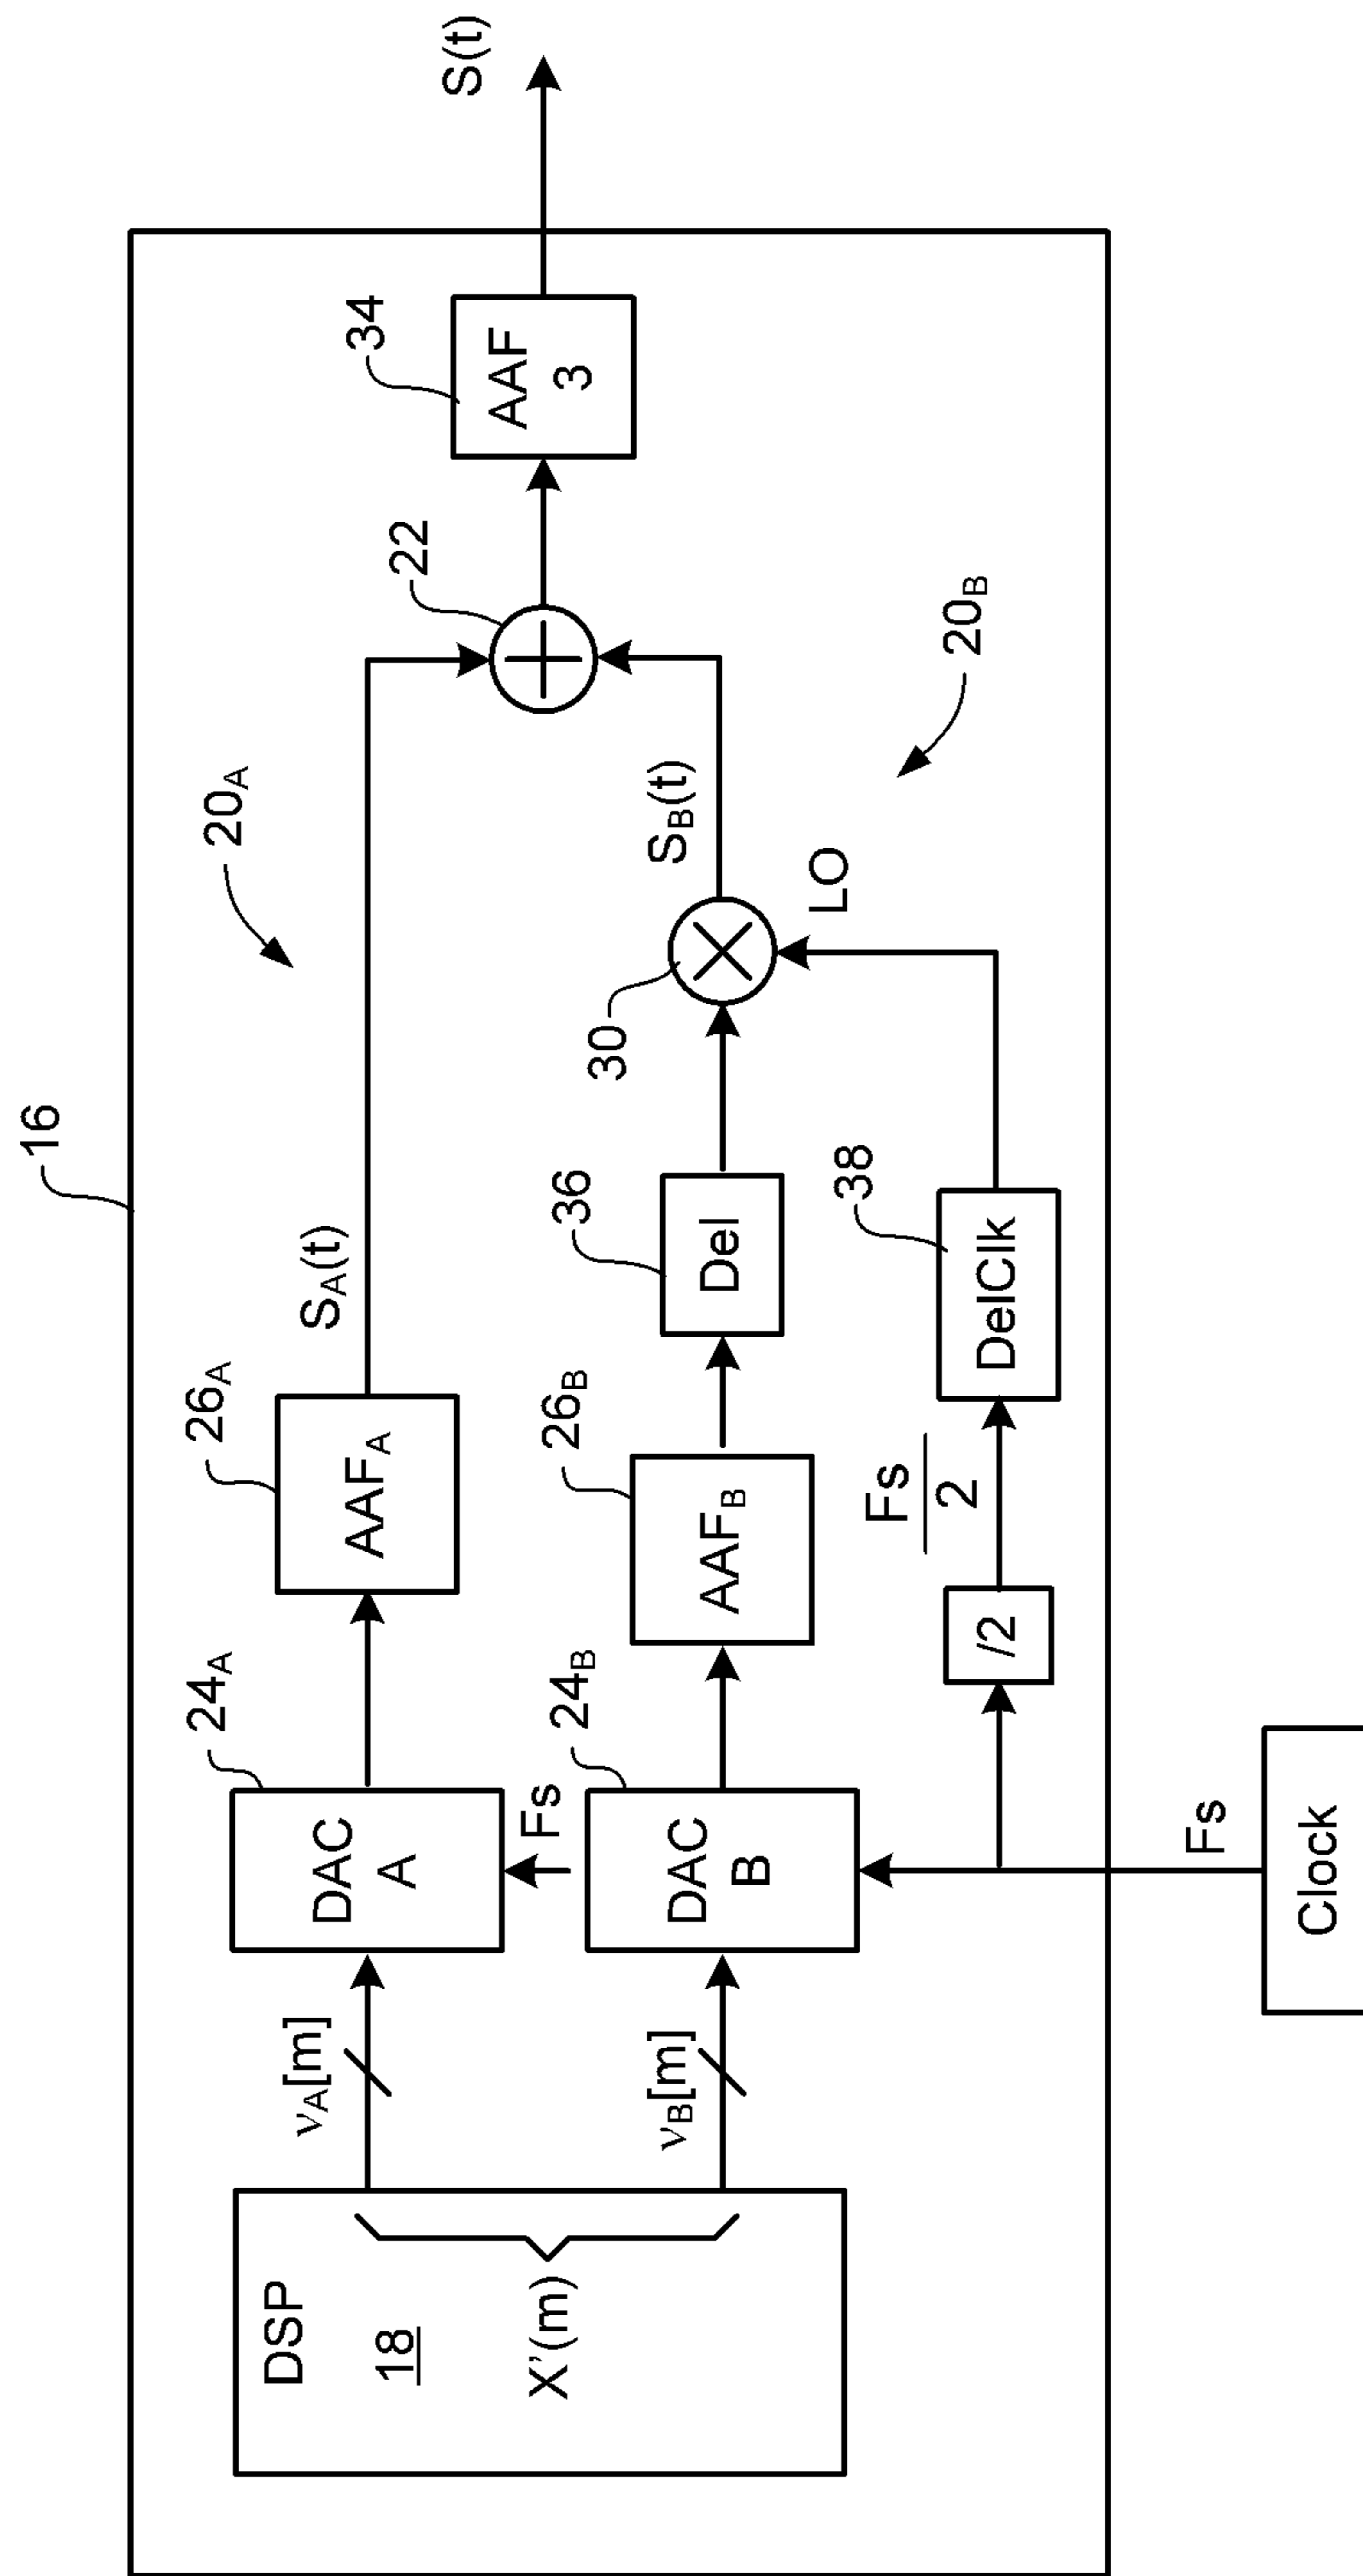 16
DSP
18
X'(m)
νA[m]
νB[m]
DAC
A
24A
Fs
DAC
B
24B
AAFA
26A
AAFB
26B
/2
Fs
2
SA(t)
Del
36
DelClk
38
20A
30
LO
SB(t)
20B
22
AAF
3
34
S(t)
Fs
Clock